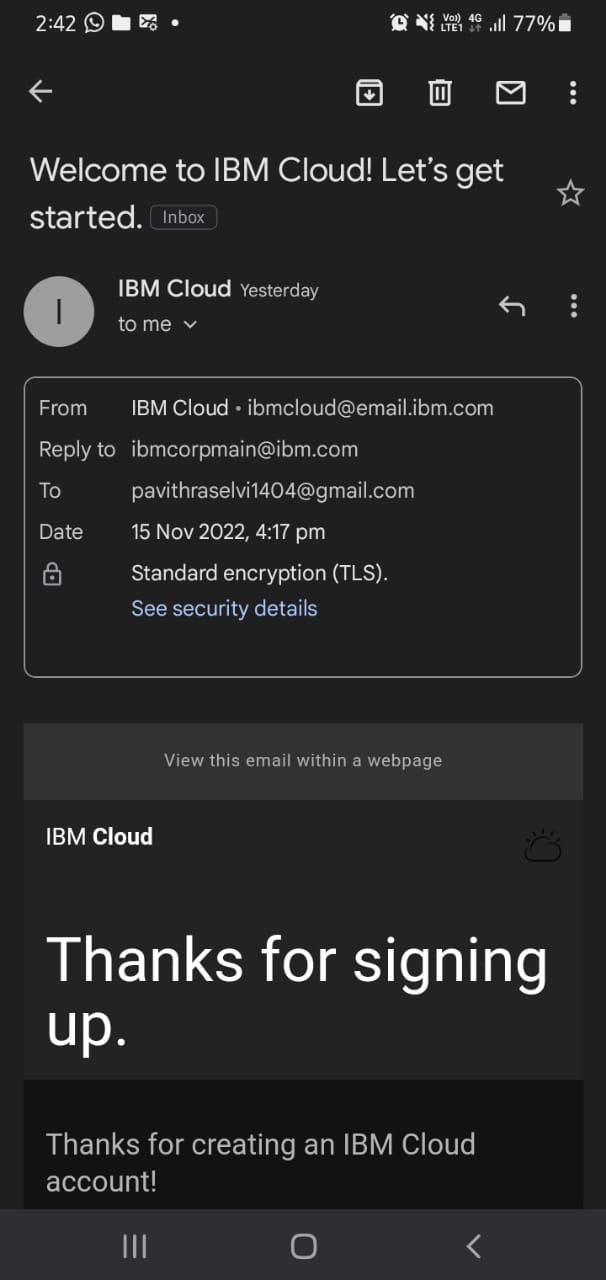 2:42 Vo)) LTE1 4G 77%
Welcome to IBM Cloud! Let’s get
started. Inbox
I
IBM Cloud Yesterday
to me
From IBM Cloud • ibmcloud@email.ibm.com
Reply to ibmcorpmain@ibm.com
To pavithraselvi1404@gmail.com
Date 15 Nov 2022, 4:17 pm
Standard encryption (TLS).
See security details
View this email within a webpage
IBM Cloud
Thanks for signing
up.
Thanks for creating an IBM Cloud
account!